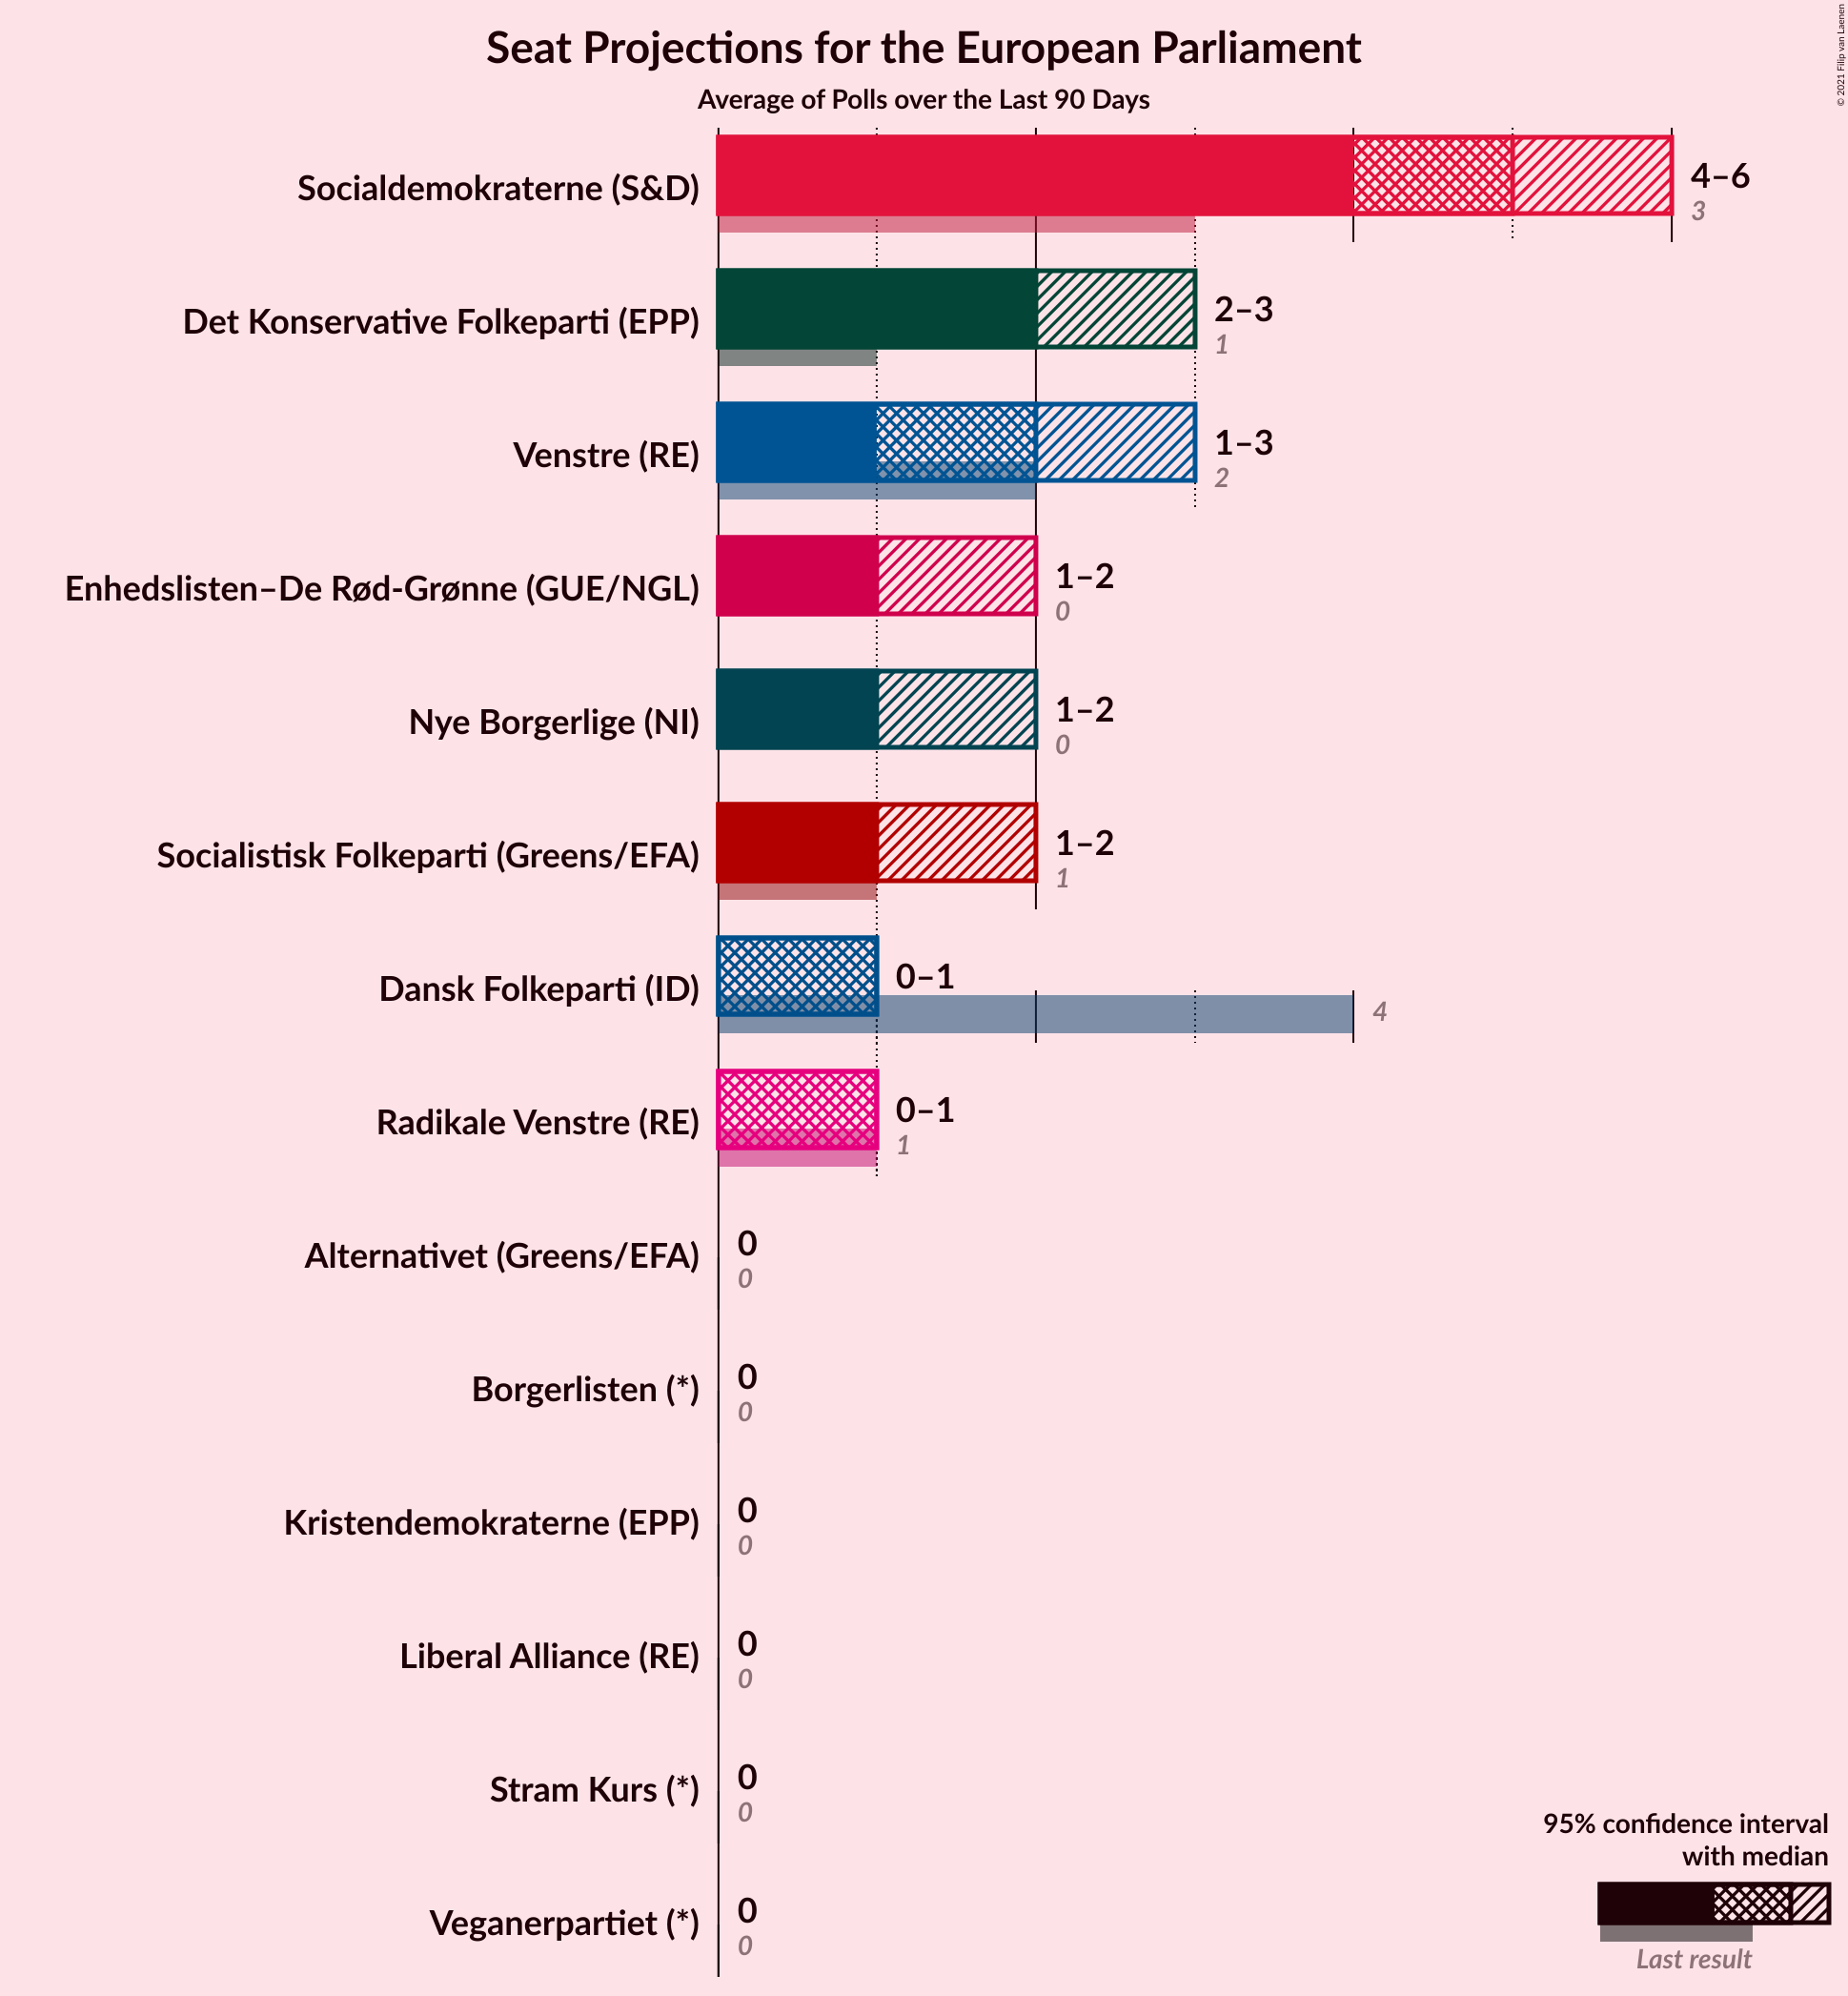 Seat Projections for the European Parliament
Average of Polls over the Last 90 Days
© 2021 Filip van Laenen
Socialdemokraterne (S&D)
4–6
3
Det Konservative Folkeparti (EPP)
2–3
1
Venstre (RE)
1–3
2
Enhedslisten–De Rød-Grønne (GUE/NGL)
1–2
0
Nye Borgerlige (NI)
1–2
0
Socialistisk Folkeparti (Greens/EFA)
1–2
1
Dansk Folkeparti (ID)
0–1
4
Radikale Venstre (RE)
0–1
1
Alternativet (Greens/EFA)
0
0
Borgerlisten (*)
0
0
Kristendemokraterne (EPP)
0
0
Liberal Alliance (RE)
0
0
Stram Kurs (*)
0
0
Veganerpartiet (*)
0
0
95% confidence interval
with median
Last result